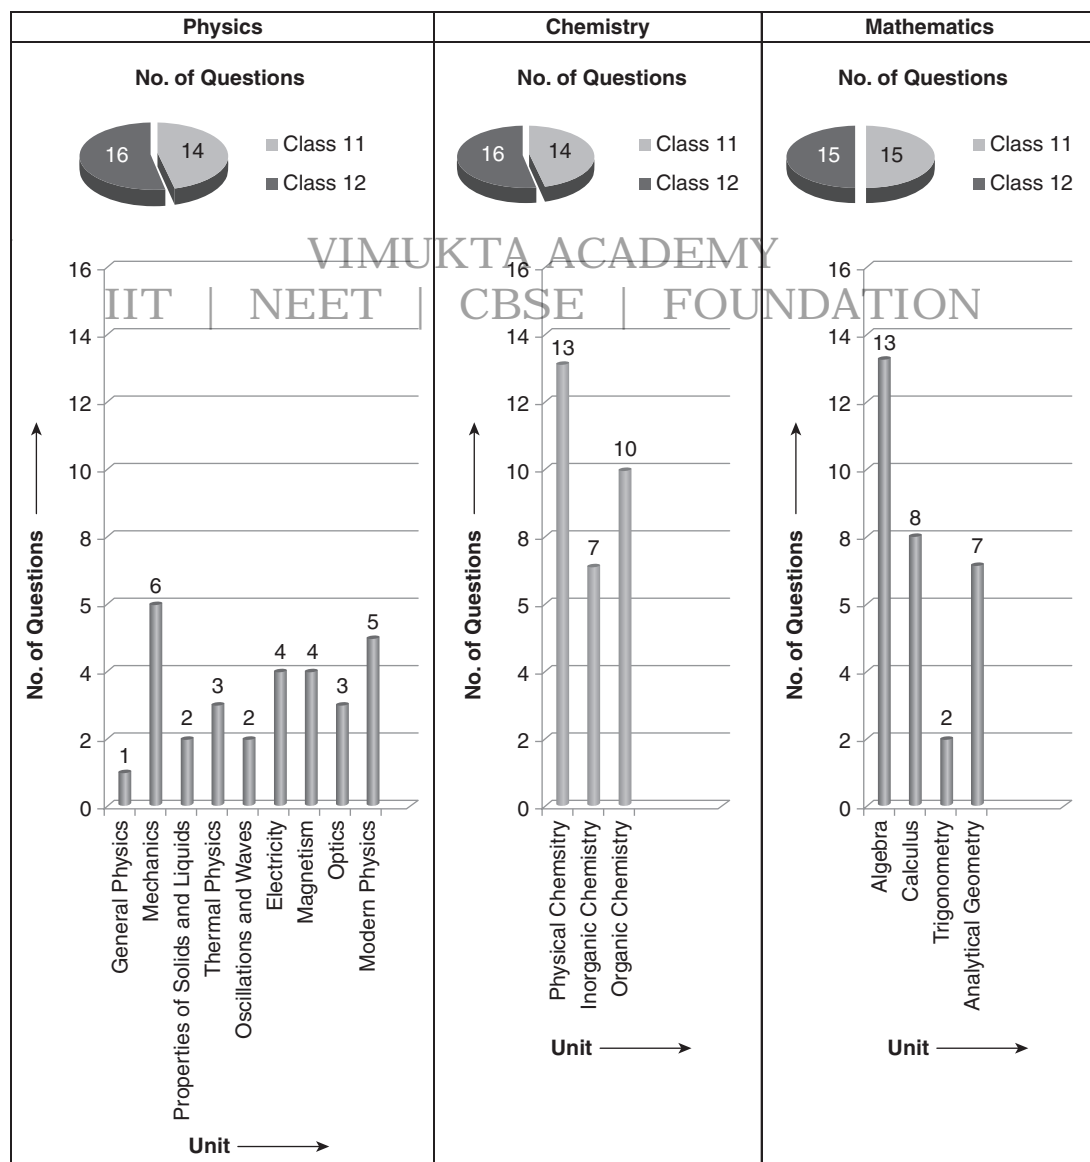 Physics
No. of Questions
16
14
Class 11
Class 12
16
14
12
10
8
5
4
2
0
No. of Questions
1
6
2
3
2
4
4
3
5
General Physics
Mechanics
Properties of Solids and Liquids
Thermal Physics
Oscillations and Waves
Electricity
Magnetism
Optics
Modern Physics
Unit
Chemistry
No. of Questions
16
14
Class 11
Class 12
16
14
12
10
8
5
4
2
0
No. of Questions
13
7
10
Physical Chemsitry
Inorganic Chemistry
Organic Chemistry
Unit
Mathematics
No. of Questions
15
15
Class 11
Class 12
16
14
12
10
8
5
4
2
0
No. of Questions
13
8
2
7
Algebra
Calculus
Trigonometry
Analytical Geometry
Unit
VIMUKTA ACADEMY
IIT | NEET | CBSE | FOUNDATION